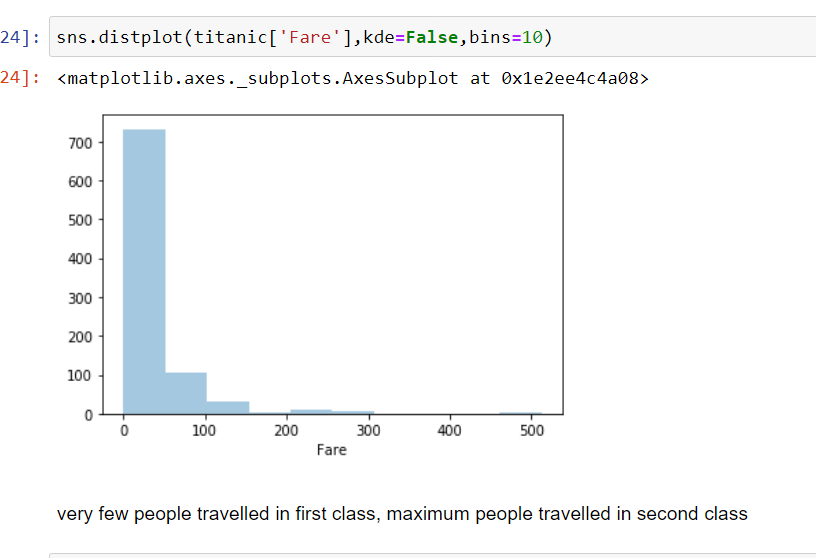 24]: sns.distplot(titanic['Fare'],kde=False,bins=10)
24]: <matplotlib.axes._subplots.AxesSubplot at 0x1e2ee4c4a08>
700
600
500
400
300
200
100
0
0 100 200 300 400 500
Fare
very few people travelled in first class, maximum people travelled in second class